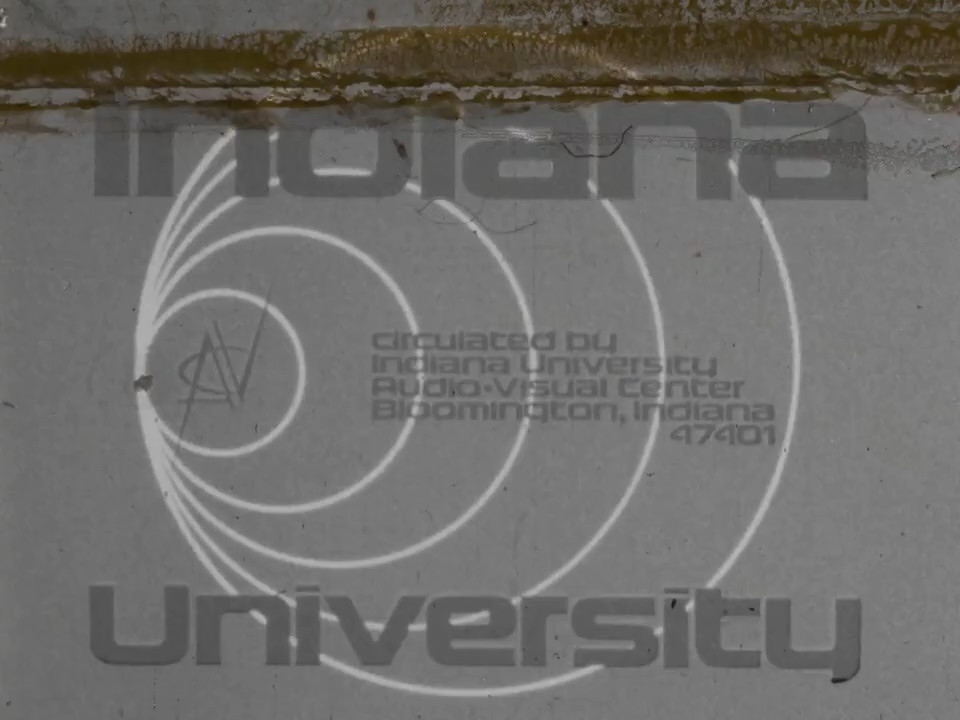 Indiana
AV
circulated by
Indiana University
Audio-Visual Center
Bloomington, Indiana
47401
University